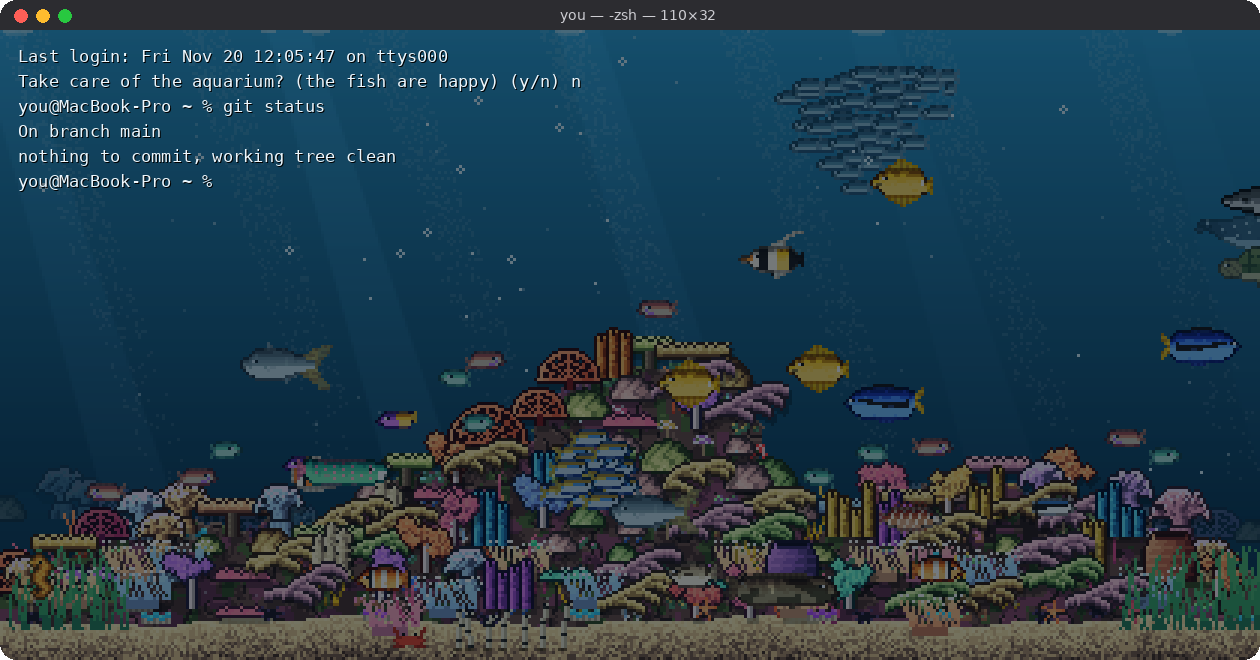 you — -zsh — 110×32
Last login: Fri Nov 20 12:05:47 on ttys000
Take care of the aquarium? (the fish are happy) (y/n) n
you@MacBook-Pro ~ % git status
On branch main
nothing to commit, working tree clean
you@MacBook-Pro ~ %